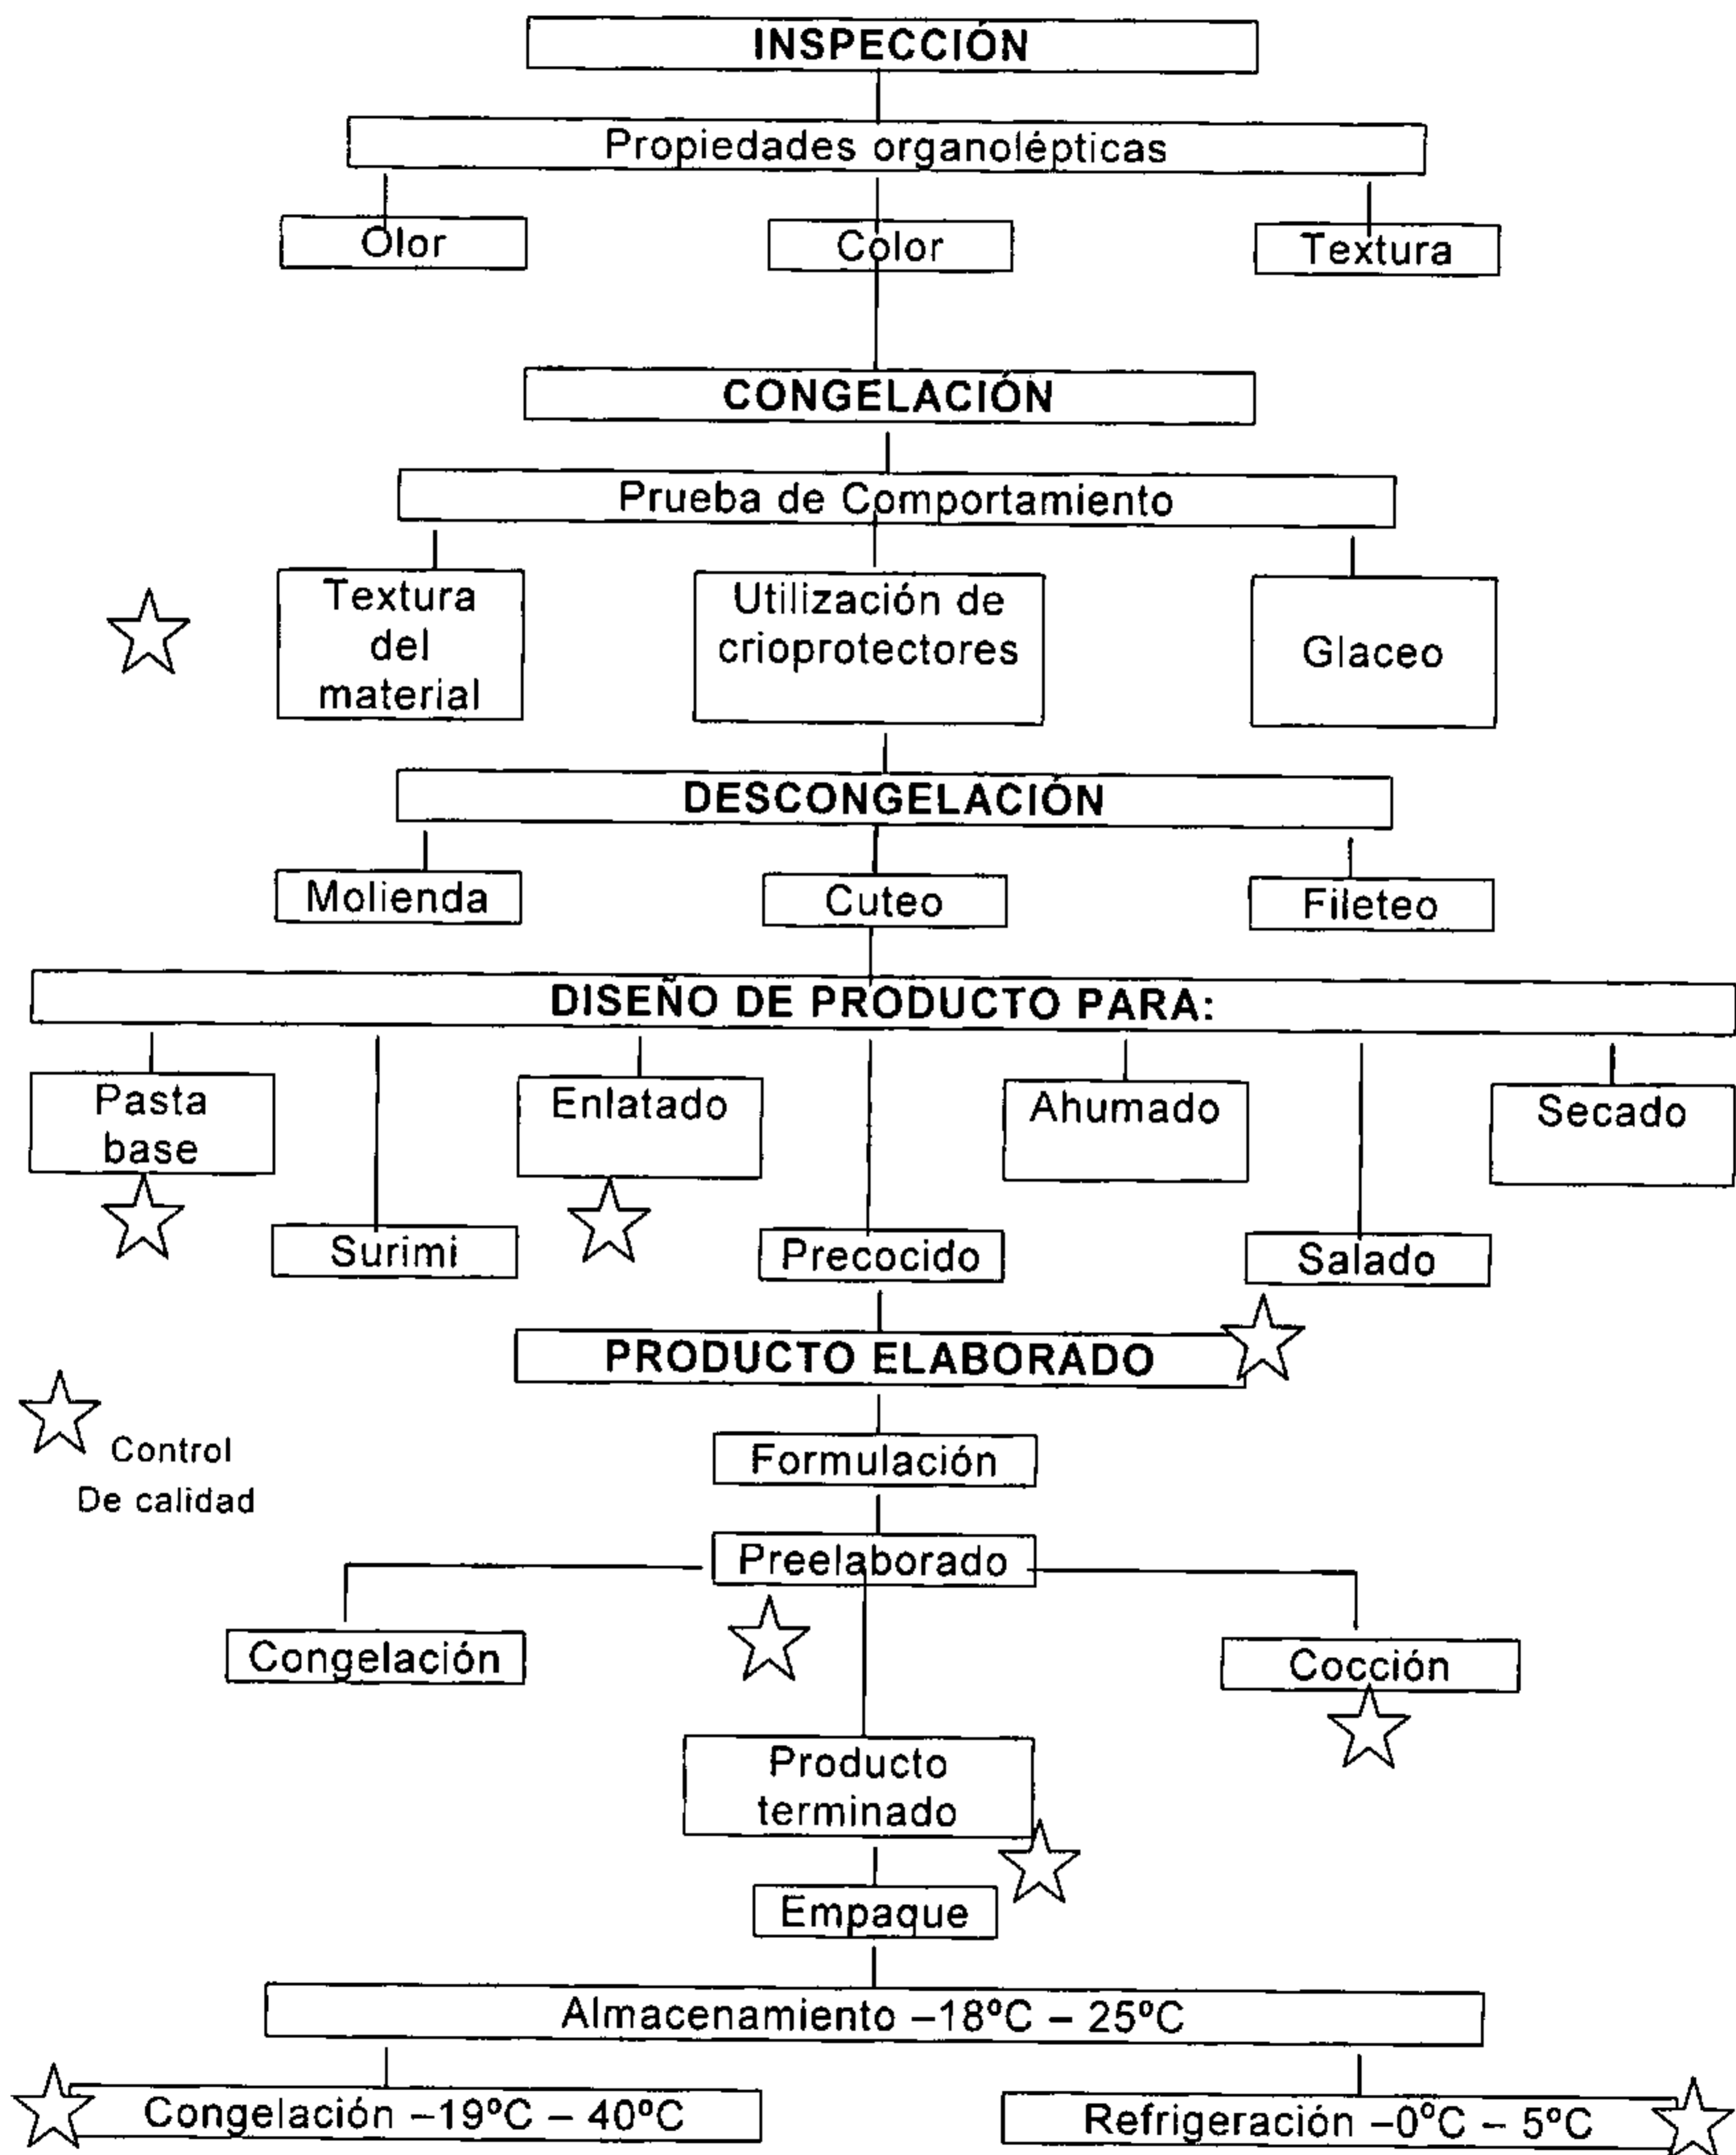 INSPECCIÓN
Propiedades organolépticas
Olor
Color
Textura
CONGELACIÓN
Prueba de Comportamiento
Textura
del
material
Utilización de
crioprotectores
Glaceo
DESCONGELACIÓN
Molienda
Cuteo
Fileteo
DISEÑO DE PRODUCTO PARA:
Pasta
base
Enlatado
Ahumado
Secado
Surimi
Precocido
Salado
PRODUCTO ELABORADO
Control
De calidad
Formulación
Preelaborado
Congelación
Cocción
Producto
terminado
Empaque
Almacenamiento –18ºC – 25ºC
Congelación –19ºC – 40ºC
Refrigeración –0ºC – 5ºC